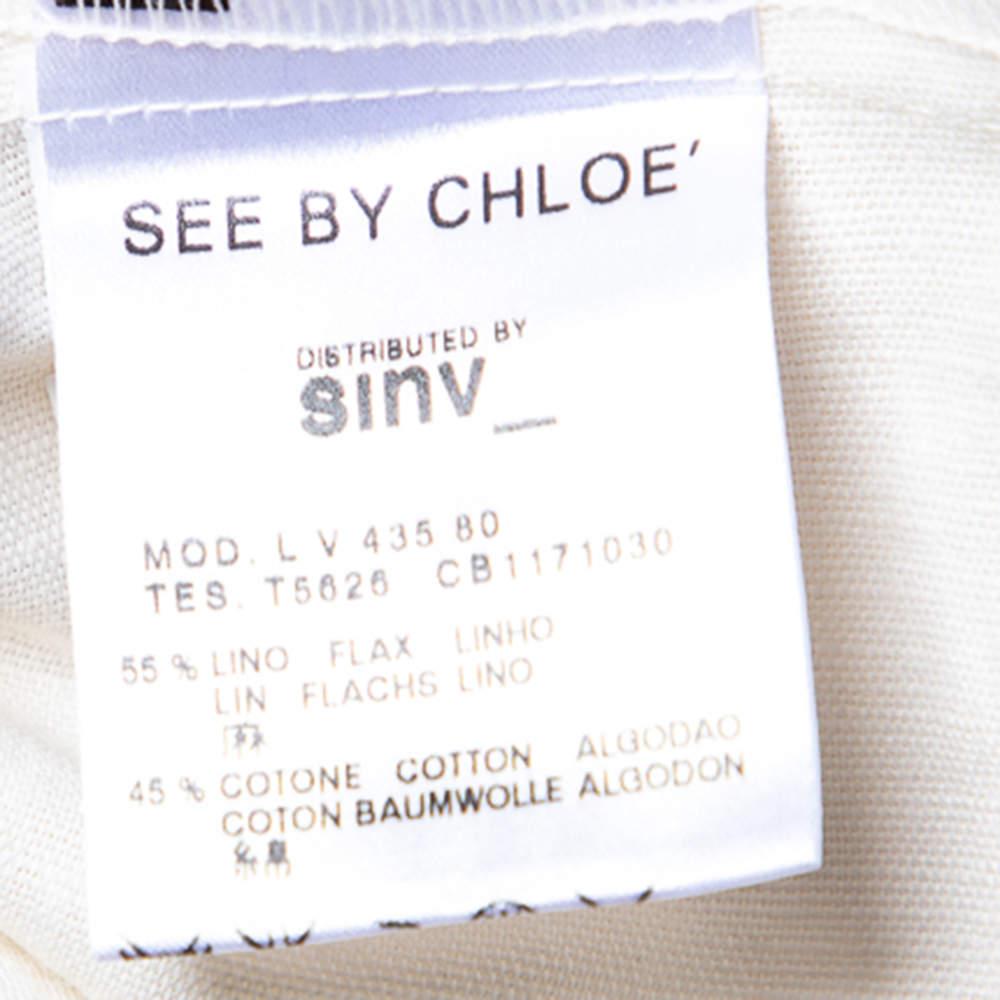 SEE BY CHLOE'
DISTRIBUTED BY
sinv_
MOD. L V 435 80
TES. T5626 CB1171030
55 % LINO FLAX LINHO
LIN FLACHS LINO
麻
45 % COTONE COTTON ALGODAO
COTON BAUMWOLLE ALGODON
綿